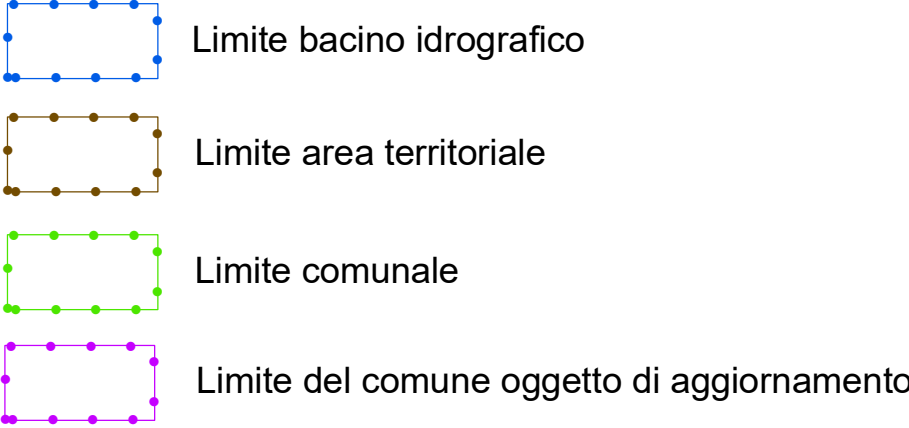 Limite bacino idrografico
Limite area territoriale
Limite comunale
Limite del comune oggetto di aggiornamento